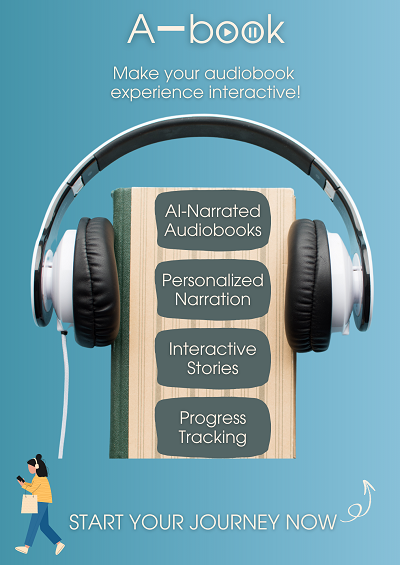 A-book
Make your audiobook
experience interactive!
AI-Narrated
Audiobooks
Personalized
Narration
Interactive
Stories
Progress
Tracking
START YOUR JOURNEY NOW